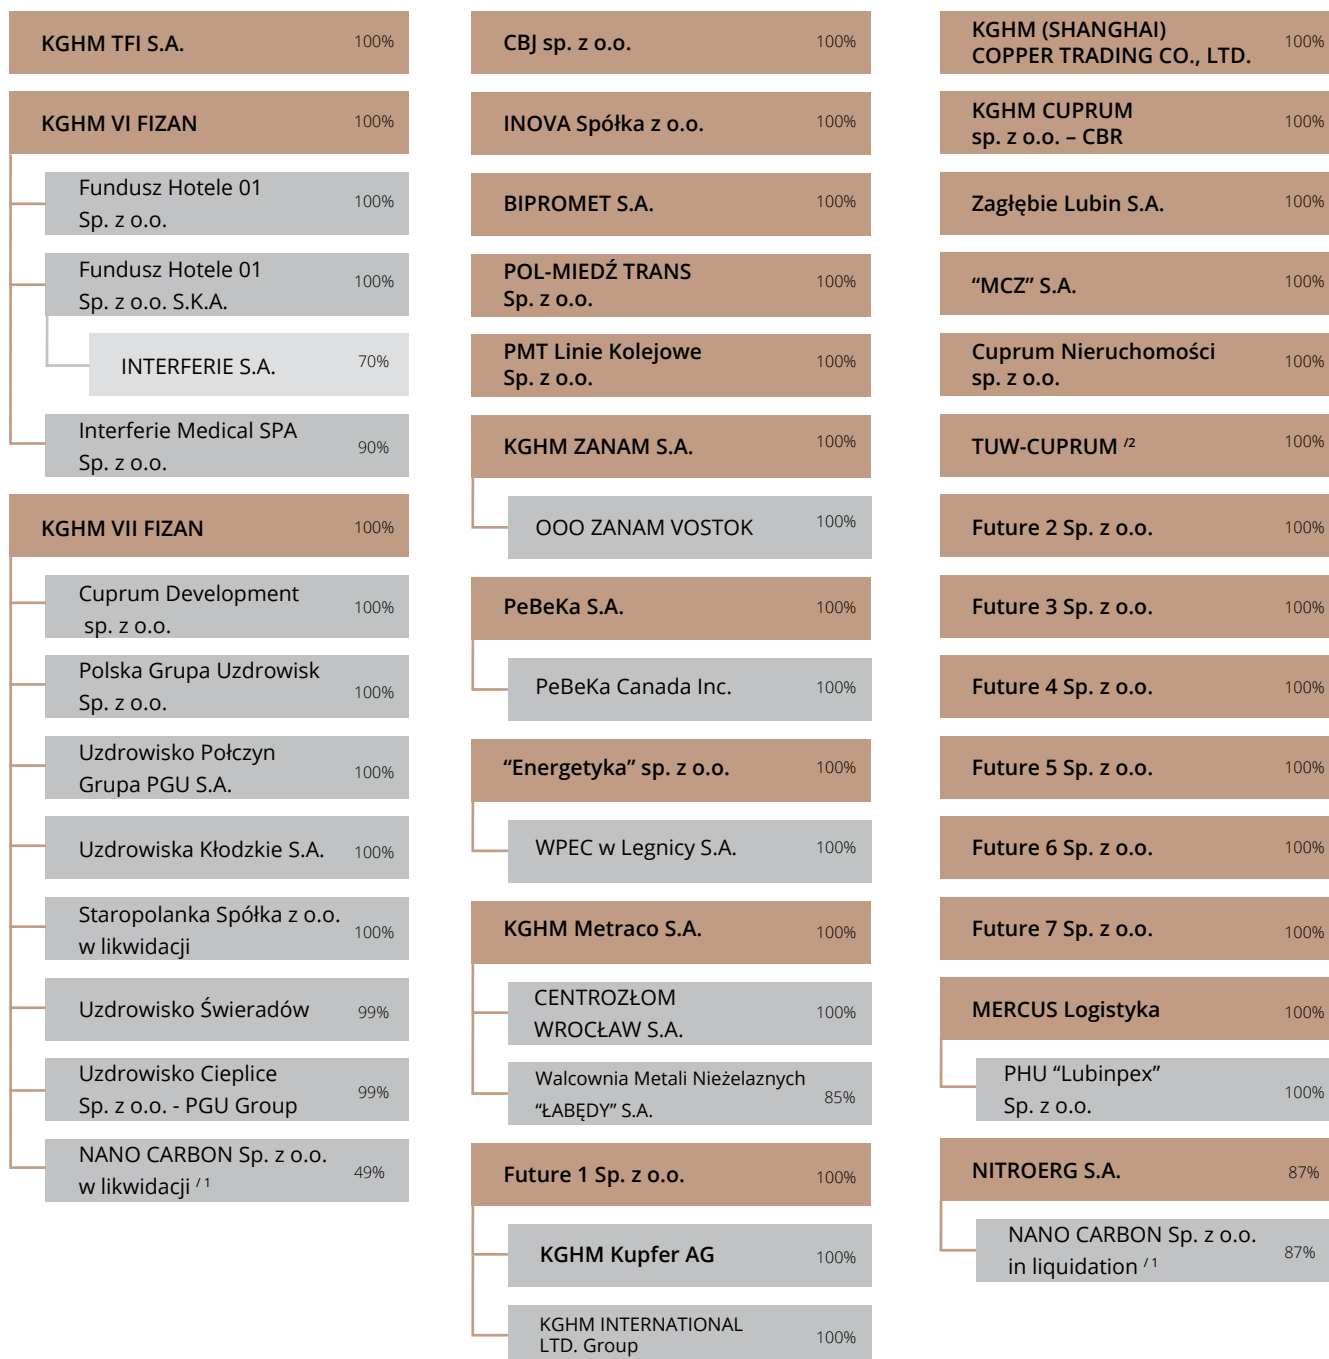 KGHM TFI S.A. 100%
KGHM VI FIZAN 100%
Fundusz Hotele 01
Sp. z o.o. 100%
Fundusz Hotele 01
Sp. z o.o. S.K.A. 100%
INTERFERIE S.A. 70%
Interferie Medical SPA
Sp. z o.o. 90%
KGHM VII FIZAN 100%
Cuprum Development
sp. z o.o. 100%
Polska Grupa Uzdrowisk
Sp. z o.o. 100%
Uzdrowisko Połczyn
Grupa PGU S.A. 100%
Uzdrowiska Kłodzkie S.A. 100%
Staropolanka Spółka z o.o.
w likwidacji 100%
Uzdrowisko Świeradów 99%
Uzdrowisko Cieplice
Sp. z o.o. - PGU Group 99%
NANO CARBON Sp. z o.o.
w likwidacji / 1 49%
CBJ sp. z o.o. 100%
INOVA Spółka z o.o. 100%
BIPROMET S.A. 100%
POL-MIEDŹ TRANS
Sp. z o.o. 100%
PMT Linie Kolejowe
Sp. z o.o. 100%
KGHM ZANAM S.A. 100%
OOO ZANAM VOSTOK 100%
PeBeKa S.A. 100%
PeBeKa Canada Inc. 100%
“Energetyka” sp. z o.o. 100%
WPEC w Legnicy S.A. 100%
KGHM Metraco S.A. 100%
CENTROZŁOM
WROCŁAW S.A. 100%
Walcownia Metali Nieżelaznych
“ŁABĘDY” S.A. 85%
Future 1 Sp. z o.o. 100%
KGHM Kupfer AG 100%
KGHM INTERNATIONAL
LTD. Group 100%
KGHM (SHANGHAI)
COPPER TRADING CO., LTD. 100%
KGHM CUPRUM
sp. z o.o. – CBR 100%
Zagłębie Lubin S.A. 100%
“MCZ” S.A. 100%
Cuprum Nieruchomości
sp. z o.o. 100%
TUW-CUPRUM /2 100%
Future 2 Sp. z o.o. 100%
Future 3 Sp. z o.o. 100%
Future 4 Sp. z o.o. 100%
Future 5 Sp. z o.o. 100%
Future 6 Sp. z o.o. 100%
Future 7 Sp. z o.o. 100%
MERCUS Logistyka 100%
PHU “Lubinpex”
Sp. z o.o. 100%
NITROERG S.A. 87%
NANO CARBON Sp. z o.o.
in liquidation / 1 87%